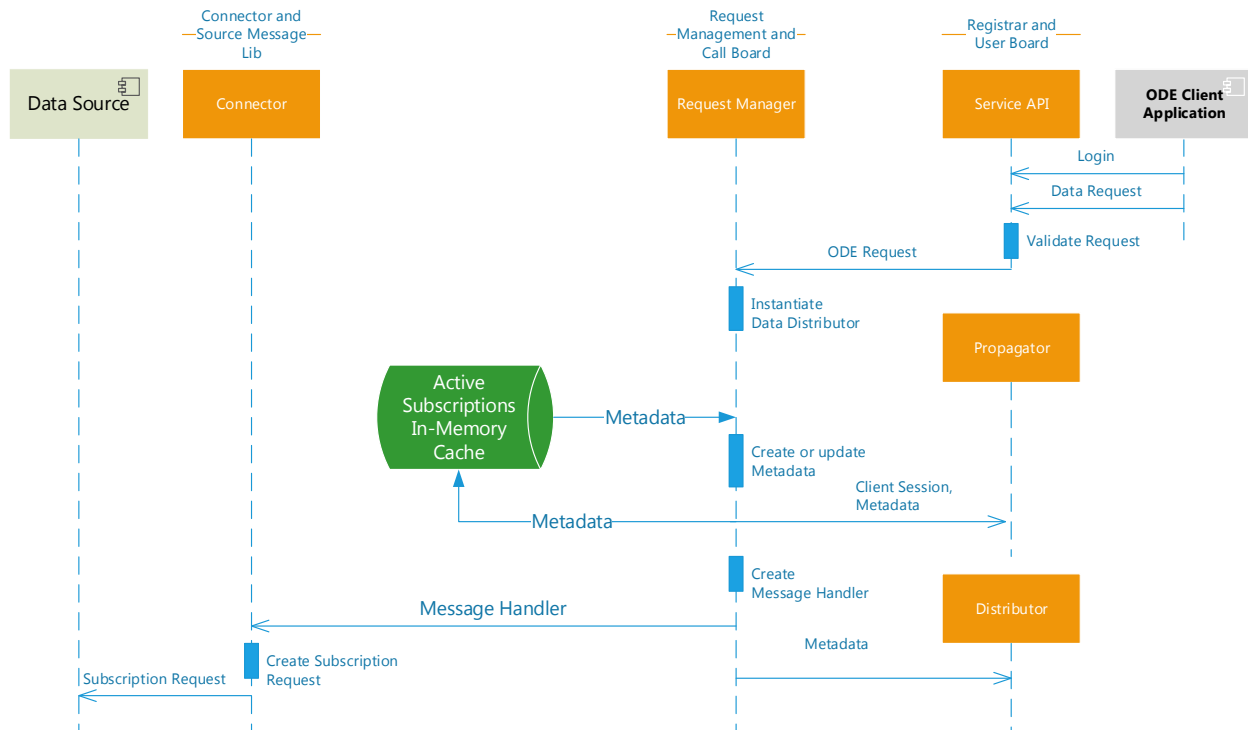 Connector and
Source Message
Lib
Request
Management and
Call Board
Registrar and
User Board
Data Source
Connector
Request Manager
Service API
ODE Client
Application
Login
Data Request
Validate Request
ODE Request
Instantiate
Data Distributor
Propagator
Active
Subscriptions
In-Memory
Cache
Metadata
Create or update
Metadata
Client Session,
Metadata
Metadata
Create
Message Handler
Distributor
Message Handler
Metadata
Create Subscription
Request
Subscription Request